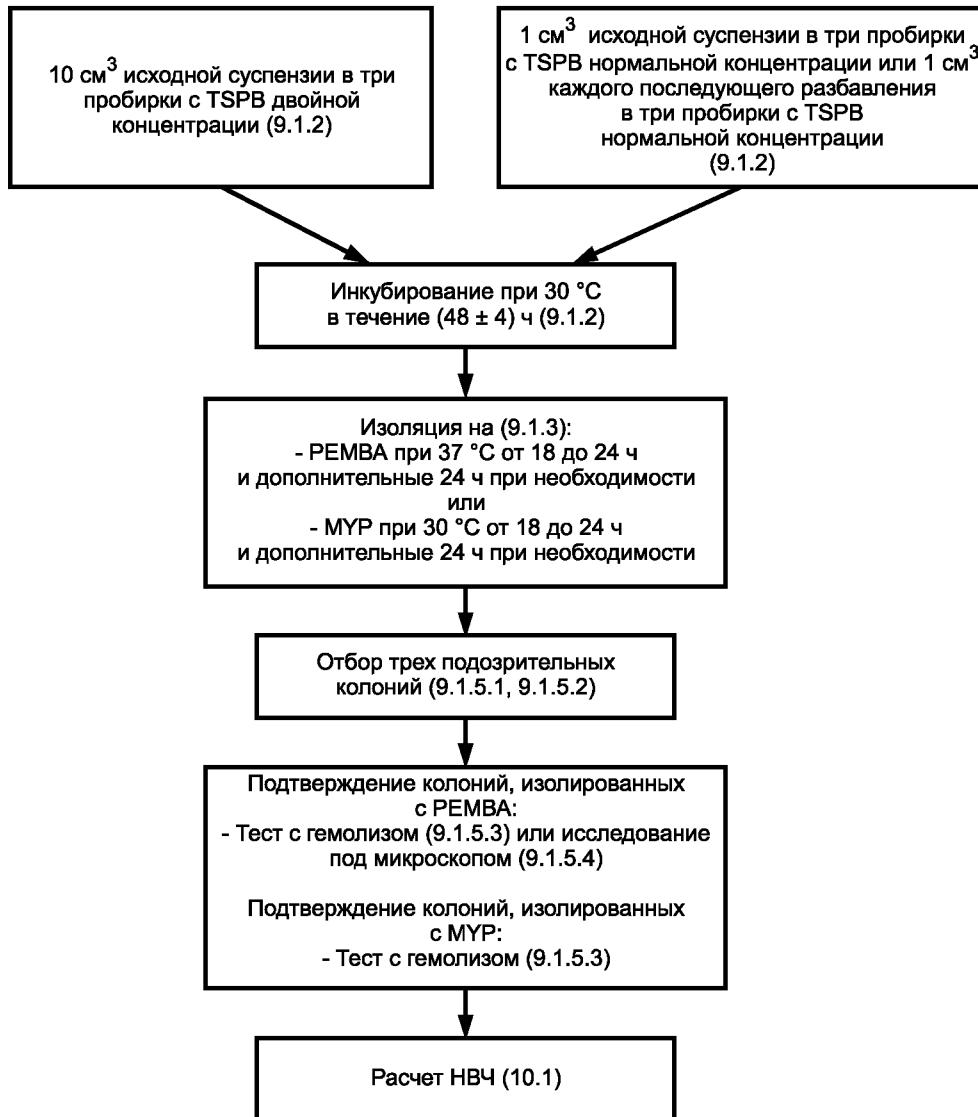 10 см³ исходной суспензии в три
пробирки с TSPB двойной
концентрации (9.1.2)
1 см³ исходной суспензии в три пробирки
с TSPB нормальной концентрации или 1 см³
каждого последующего разбавления
в три пробирки с TSPB
нормальной концентрации
(9.1.2)
Инкубирование при 30 °C
в течение (48 ± 4) ч (9.1.2)
Изоляция на (9.1.3):
- PEMBA при 37 °C от 18 до 24 ч
и дополнительные 24 ч при необходимости
или
- MYP при 30 °C от 18 до 24 ч
и дополнительные 24 ч при необходимости
Отбор трех подозрительных
колоний (9.1.5.1, 9.1.5.2)
Подтверждение колоний, изолированных
с PEMBA:
- Тест с гемолизом (9.1.5.3) или исследование
под микроскопом (9.1.5.4)
Подтверждение колоний, изолированных
с MYP:
- Тест с гемолизом (9.1.5.3)
Расчет НВЧ (10.1)